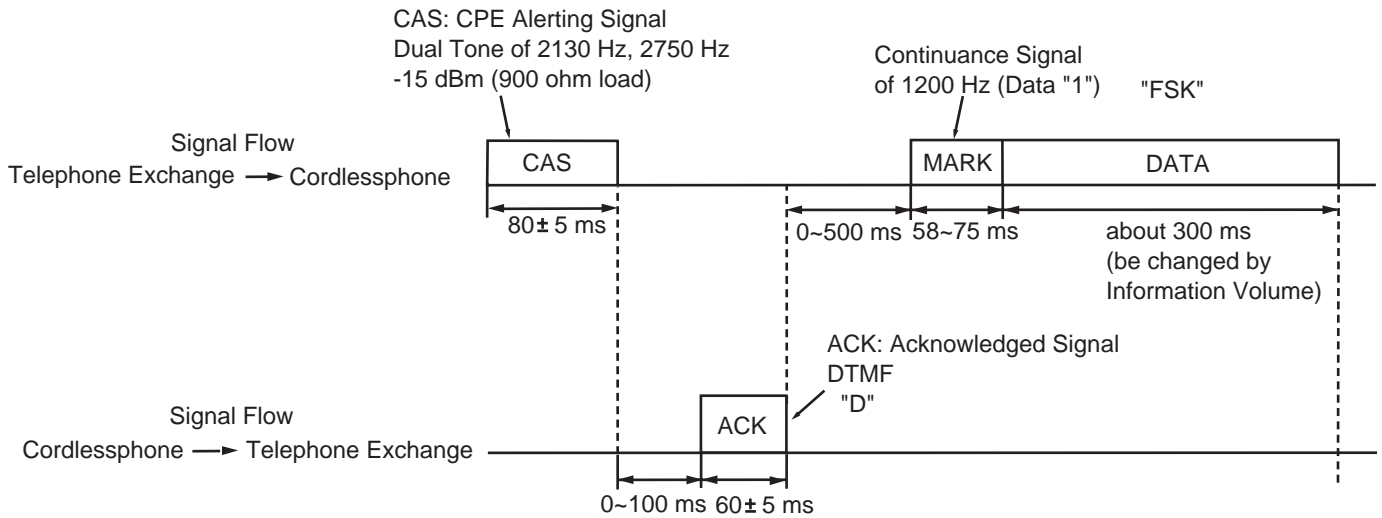 CAS: CPE Alerting Signal
Dual Tone of 2130 Hz, 2750 Hz
-15 dBm (900 ohm load)
Continuance Signal
of 1200 Hz (Data "1")
"FSK"
Signal Flow
Telephone Exchange → Cordlessphone
CAS
MARK
DATA
80± 5 ms
0~500 ms
58~75 ms
about 300 ms
(be changed by
Information Volume)
ACK: Acknowledged Signal
DTMF
"D"
Signal Flow
Cordlessphone → Telephone Exchange
ACK
0~100 ms
60± 5 ms